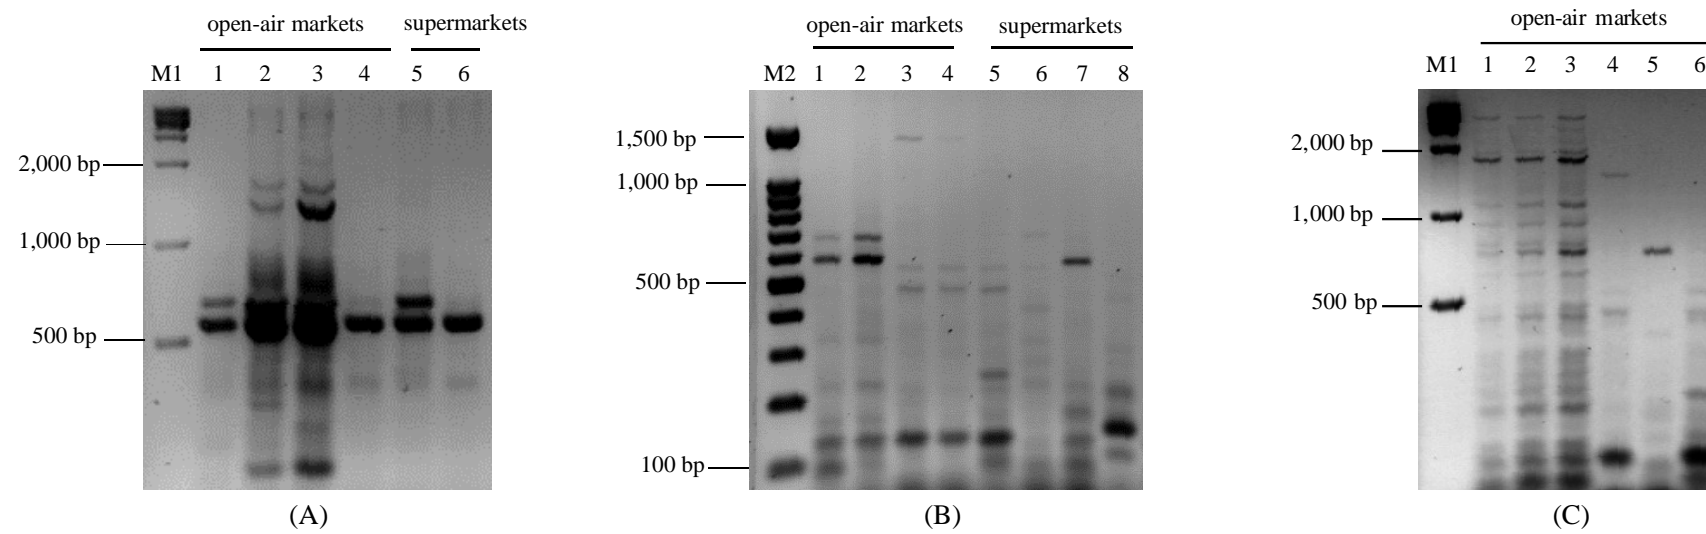 open-air markets supermarkets
M1 1 2 3 4 5 6
2,000 bp
1,000 bp
500 bp
(A)
open-air markets supermarkets
M2 1 2 3 4 5 6 7 8
1,500 bp
1,000 bp
500 bp
100 bp
(B)
open-air markets
M1 1 2 3 4 5 6
2,000 bp
1,000 bp
500 bp
(C)